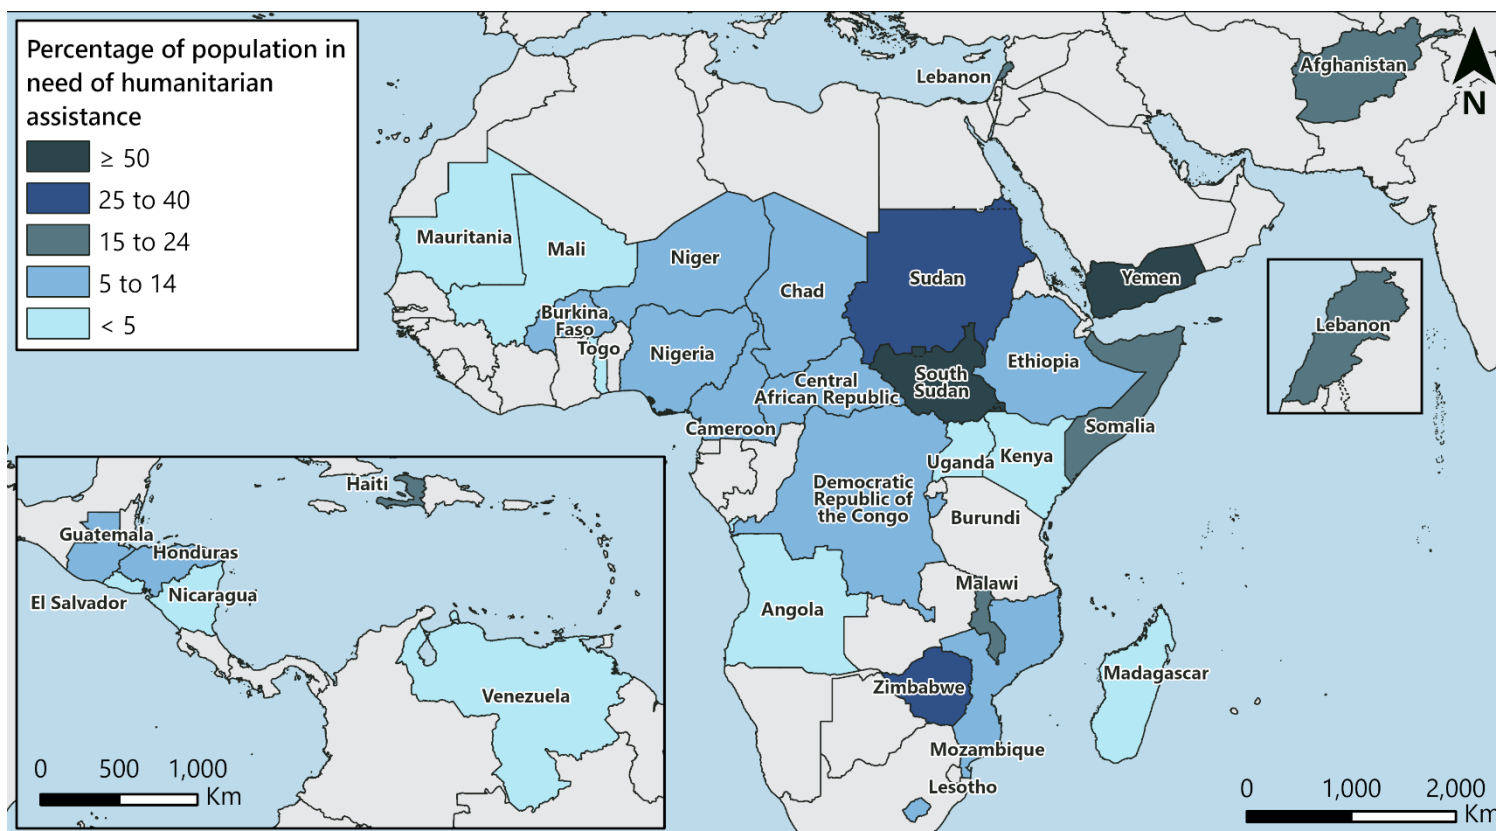 Percentage of population in
need of humanitarian
assistance
≥ 50
25 to 40
15 to 24
5 to 14
< 5
Lebanon
Afghanistan
N
Mauritania
Mali
Niger
Chad
Sudan
Yemen
Burkina
Faso
Togo
Nigeria
Central
African Republic
South
Sudan
Ethiopia
Lebanon
Cameroon
Somalia
Uganda
Kenya
Democratic
Republic of
the Congo
Burundi
Malawi
Angola
Zimbabwe
Mozambique
Madagascar
Lesotho
Haiti
Guatemala
Honduras
El Salvador
Nicaragua
Venezuela
0 500 1,000
Km
0 1,000 2,000
Km